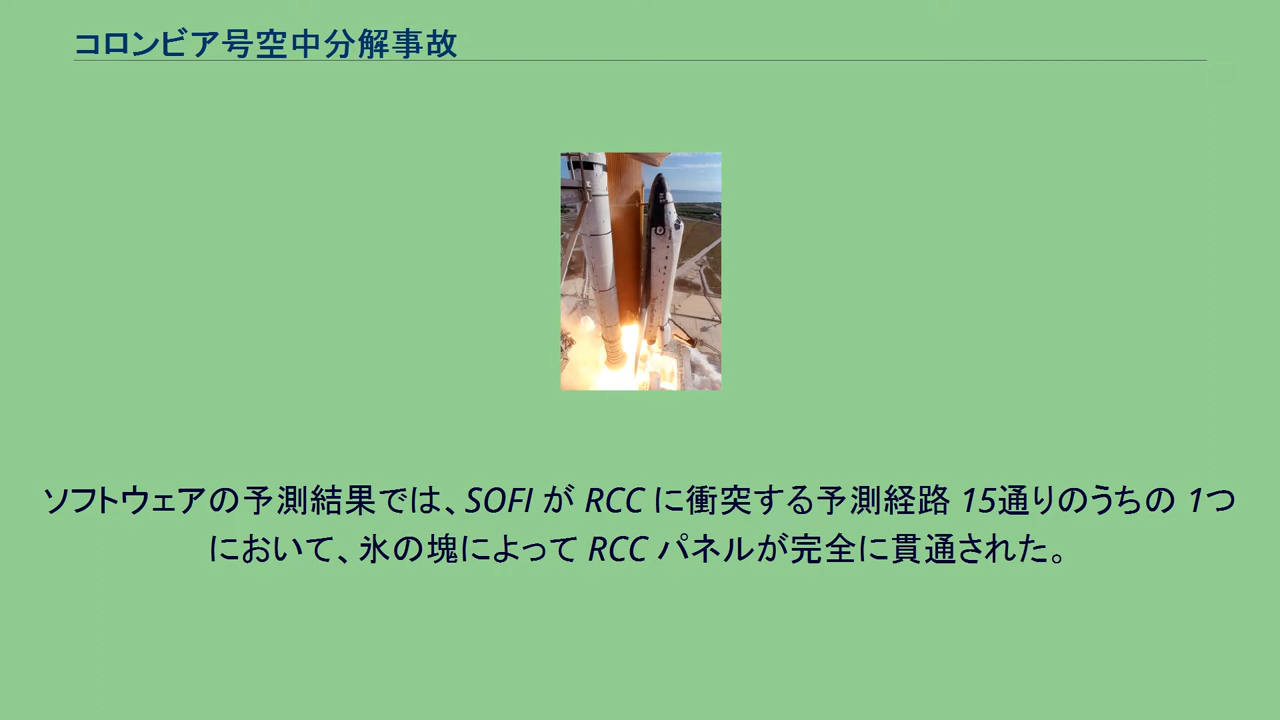 コロンビア号空中分解事故
ソフトウェアの予測結果では、SOFI が RCC に衝突する予測経路 15通りのうちの 1つ
において、氷の塊によって RCC パネルが完全に貫通された。